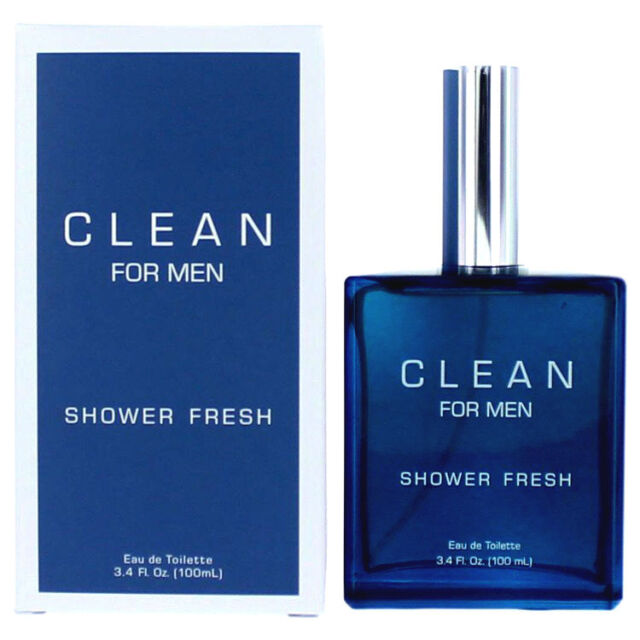 CLEAN
FOR MEN
SHOWER FRESH
Eau de Toilette
3.4 Fl. Oz. (100mL)
CLEAN
FOR MEN
SHOWER FRESH
Eau de Toilette
3.4 Fl. Oz. (100 mL)